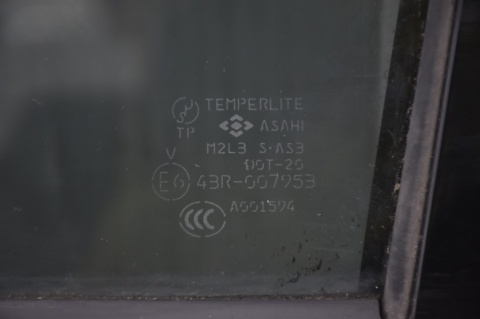 TEMPERLITE
TP ASAHI
M2L3 S-AS3
V DOT-20
E6 43R-007953
CCC A001594